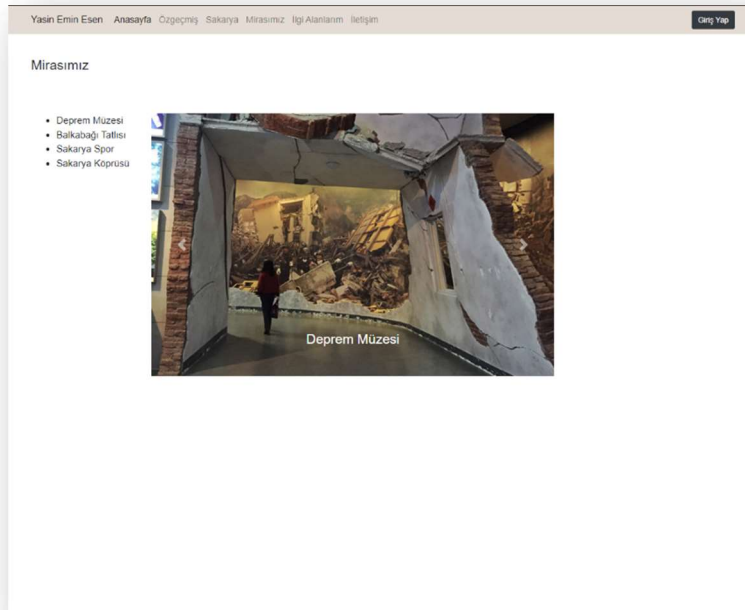 Yasin Emin Esen Anasayfa Özgeçmiş Sakarya Mirasımız İlgi Alanlarım İletişim Giriş Yap
Mirasımız
Deprem Müzesi
Balkabağı Tatlısı
Sakarya Spor
Sakarya Köprüsü
Deprem Müzesi